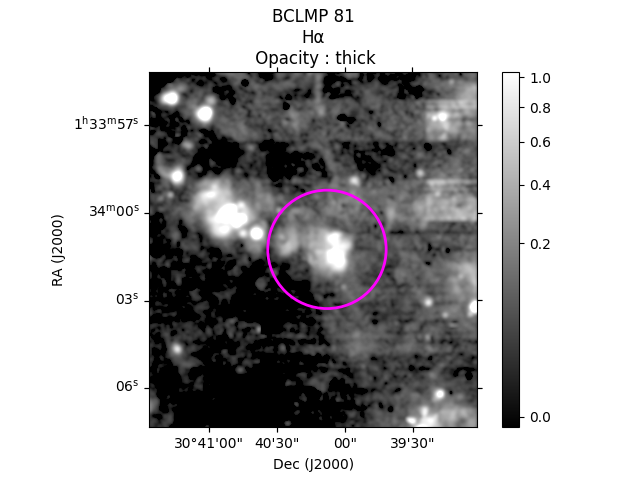 BCLMP 81
Hα
Opacity : thick
1ʰ33ᵐ57ˢ
34ᵐ00ˢ
03ˢ
06ˢ
RA (J2000)
30°41'00" 40'30" 00" 39'30"
Dec (J2000)
1.0
0.8
0.6
0.4
0.2
0.0